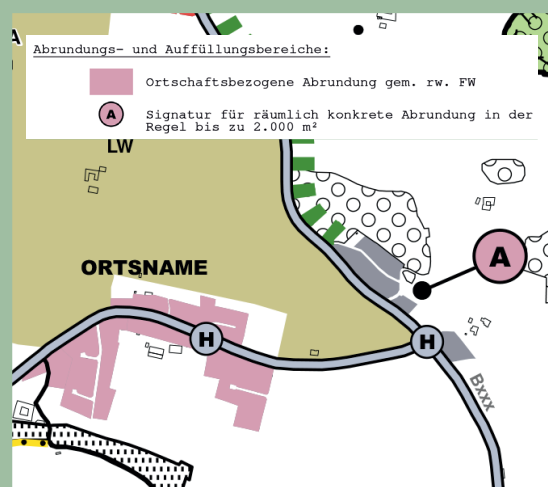 A
Abrundungs- und Auffüllungsbereiche:
Ortschaftsbezogene Abrundung gem. rw. FW
A
Signatur für räumlich konkrete Abrundung in der
Regel bis zu 2.000 m²
LW
ORTSNAME
A
H
H
Bxxx